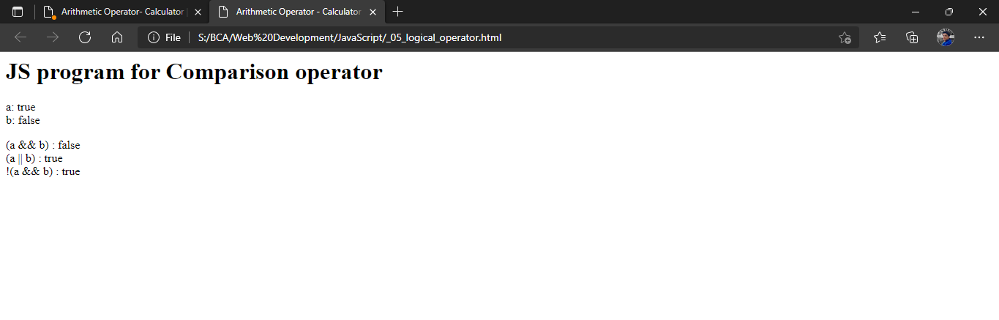 Arithmetic Operator- Calculator
Arithmetic Operator - Calculator
File
S:/BCA/Web%20Development/JavaScript/_05_logical_operator.html
JS program for Comparison operator
a: true
b: false
(a && b) : false
(a || b) : true
!(a && b) : true